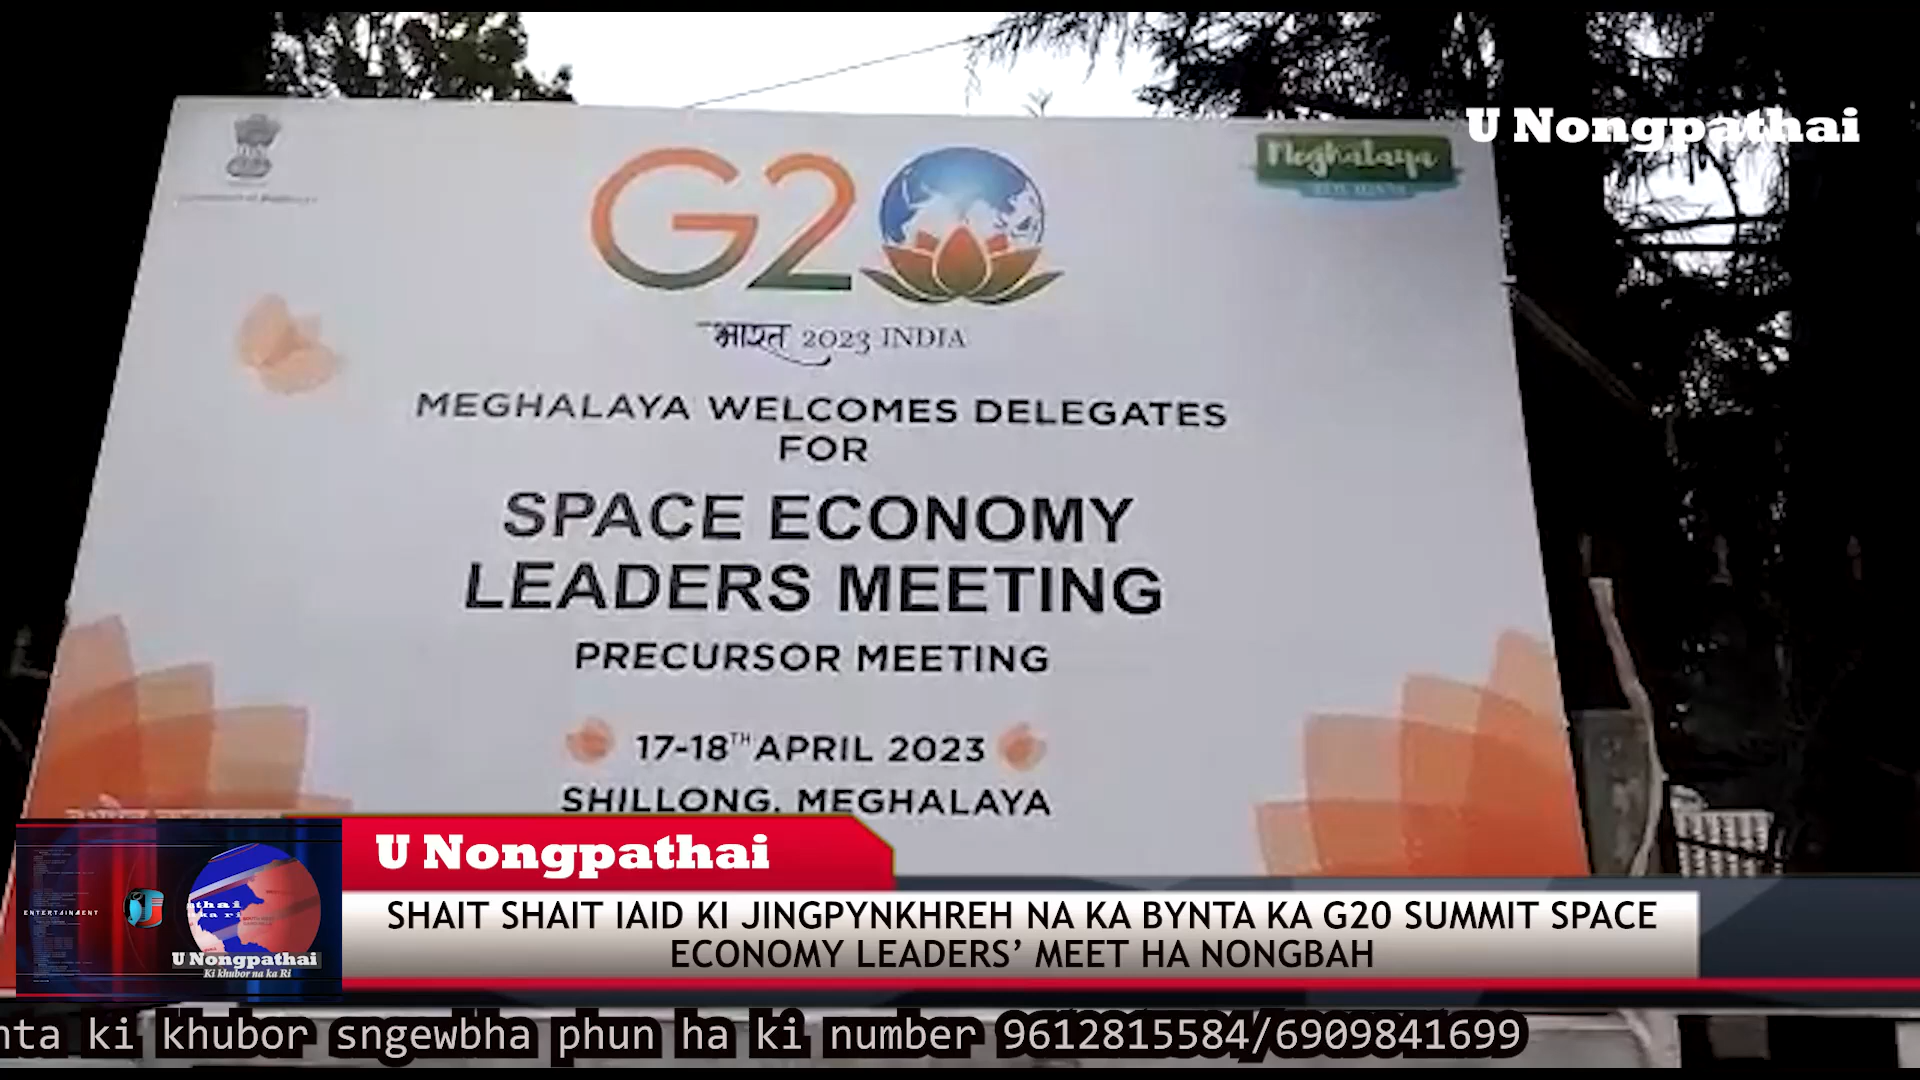 U Nongpathai
Meghalaya
G20
भारत 2023 INDIA
MEGHALAYA WELCOMES DELEGATES
FOR
SPACE ECONOMY
LEADERS MEETING
PRECURSOR MEETING
17-18TH APRIL 2023
SHILLONG, MEGHALAYA
U Nongpathai
SHAIT SHAIT IAID KI JINGPYNKHREH NA KA BYNTA KA G20 SUMMIT SPACE
ECONOMY LEADERS’ MEET HA NONGBAH
ENTERTAINMENT
U Nongpathai
Ki khubor na ka Ri
ki khubor sngewbha phun ha ki number 9612815584/6909841699